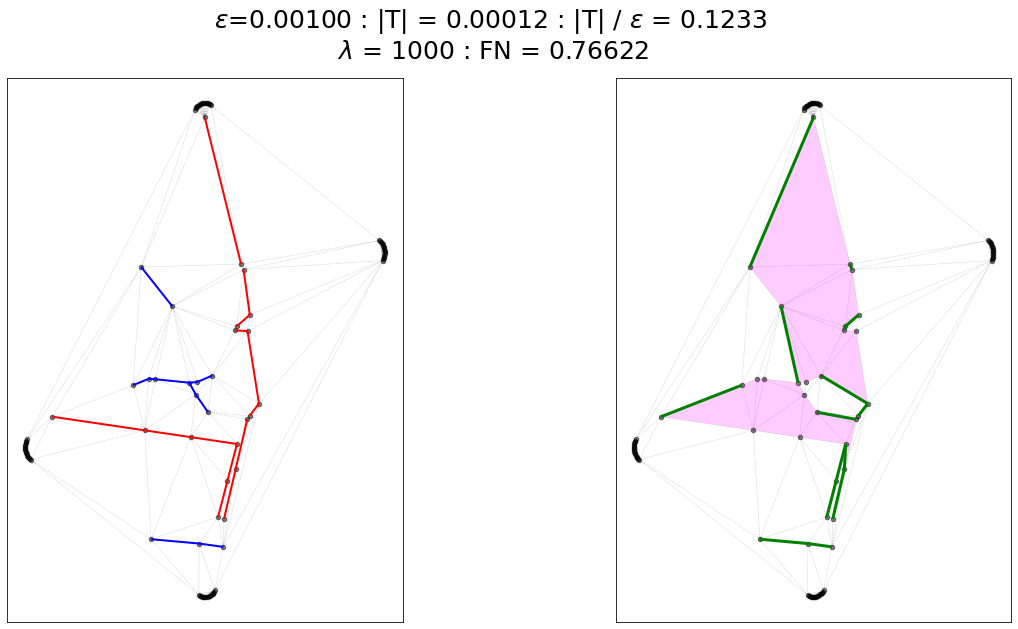 ε=0.00100 : |T| = 0.00012 : |T| / ε = 0.1233
λ = 1000 : FN = 0.76622